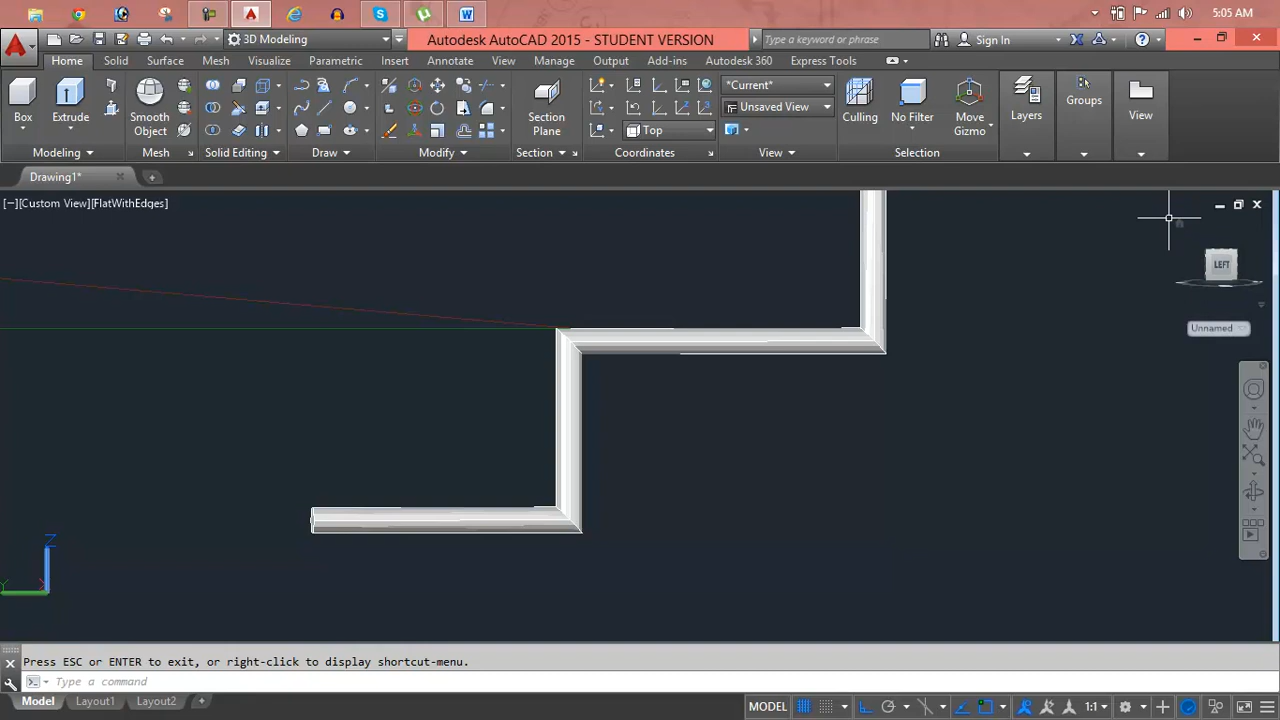 5:05 AM
3D Modeling
Autodesk AutoCAD 2015 - STUDENT VERSION
Type a keyword or phrase
Sign In
Home Solid Surface Mesh Visualize Parametric Insert Annotate View Manage Output Add-ins Autodesk 360 Express Tools
*Current*
Unsaved View
Top
Box Extrude Smooth Object Section Plane Culling No Filter Move Gizmo Layers Groups View
Modeling Mesh Solid Editing Draw Modify Section Coordinates View Selection
Drawing1*
[−][Custom View][FlatWithEdges]
LEFT
Unnamed
Z
Y
X
Press ESC or ENTER to exit, or right-click to display shortcut-menu.
Type a command
Model Layout1 Layout2
MODEL 1:1